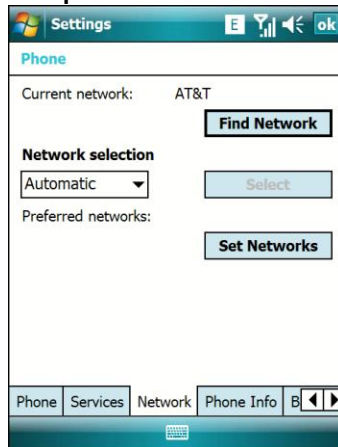 Settings E ok
Phone
Current network: AT&T
Find Network
Network selection
Automatic Select
Preferred networks:
Set Networks
Phone Services Network Phone Info B